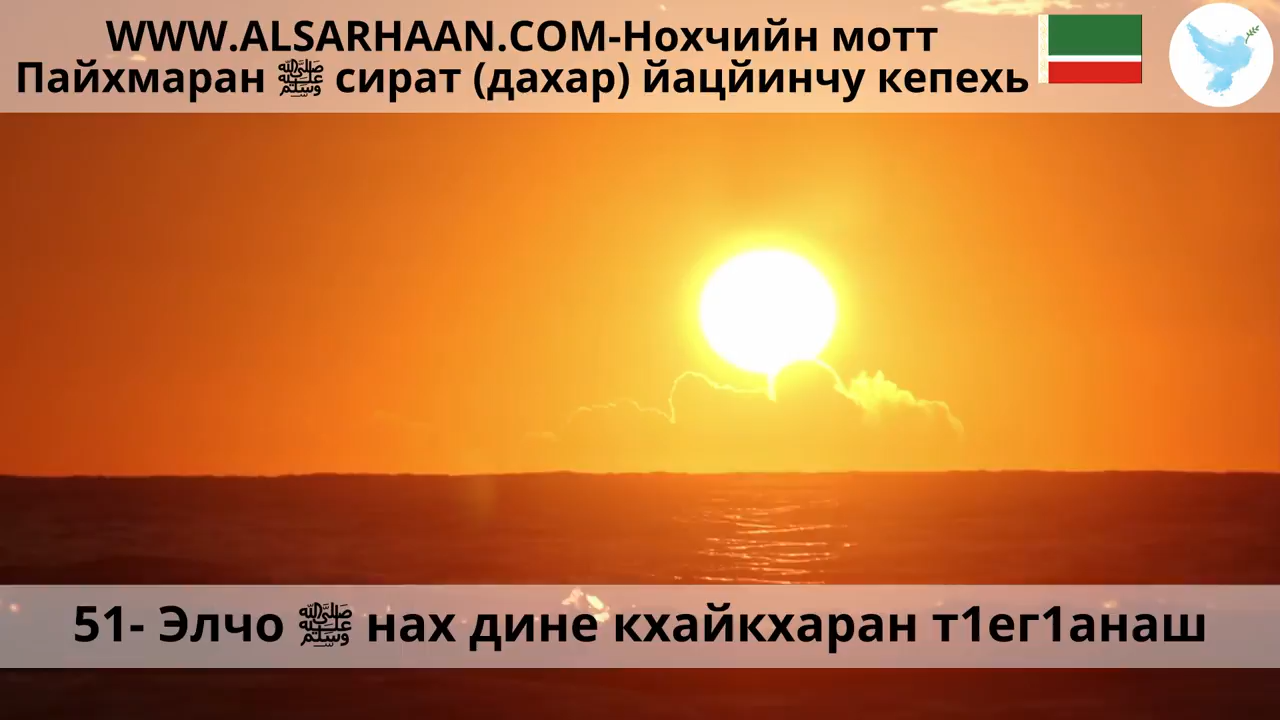 WWW.ALSARHAAN.COM-Нохчийн мотт
Пайхмаран ﷺ сират (дахар) йацйинчу кепехь
51- Элчо ﷺ нах дине кхайкхаран т1ег1анаш